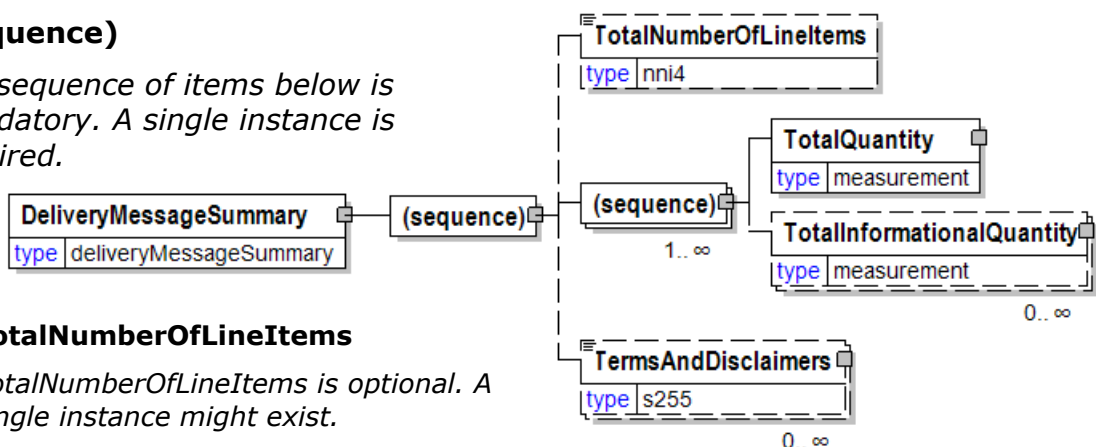 quence)
sequence of items below is
datory. A single instance is
ired.
DeliveryMessageSummary
type deliveryMessageSummary
(sequence)
TotalNumberOfLineItems
type nni4
(sequence)
1.. ∞
TotalQuantity
type measurement
TotalInformationalQuantity
type measurement
0.. ∞
TermsAndDisclaimers
type s255
0.. ∞
otalNumberOfLineItems
otalNumberOfLineItems is optional. A
ngle instance might exist.